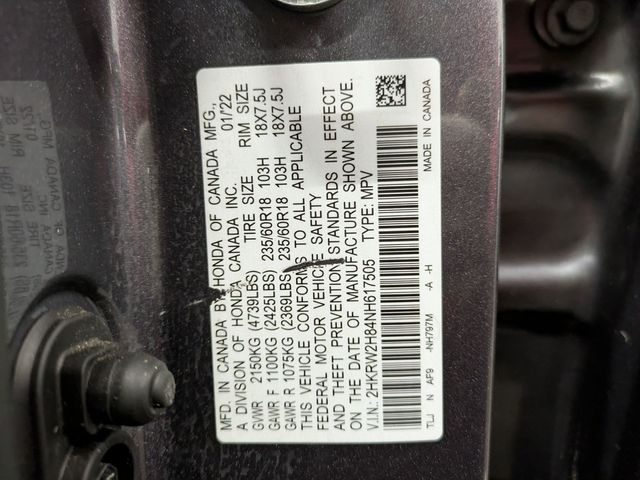 MFD. IN CANADA BY HONDA OF CANADA MFG.,
A DIVISION OF HONDA CANADA INC. 01/22
TIRE SIZE RIM SIZE
GVWR 2150KG (4739LBS)
GAWR F 1100KG (2425LBS) 235/60R18 103H 18X7.5J
GAWR R 1075KG (2369LBS) 235/60R18 103H 18X7.5J
THIS VEHICLE CONFORMS TO ALL APPLICABLE
FEDERAL MOTOR VEHICLE SAFETY
AND THEFT PREVENTION STANDARDS IN EFFECT
ON THE DATE OF MANUFACTURE SHOWN ABOVE.
V.I.N.: 2HKRW2H84NH617505 TYPE: MPV
TLJ N AF9 -NH797M -A -H MADE IN CANADA